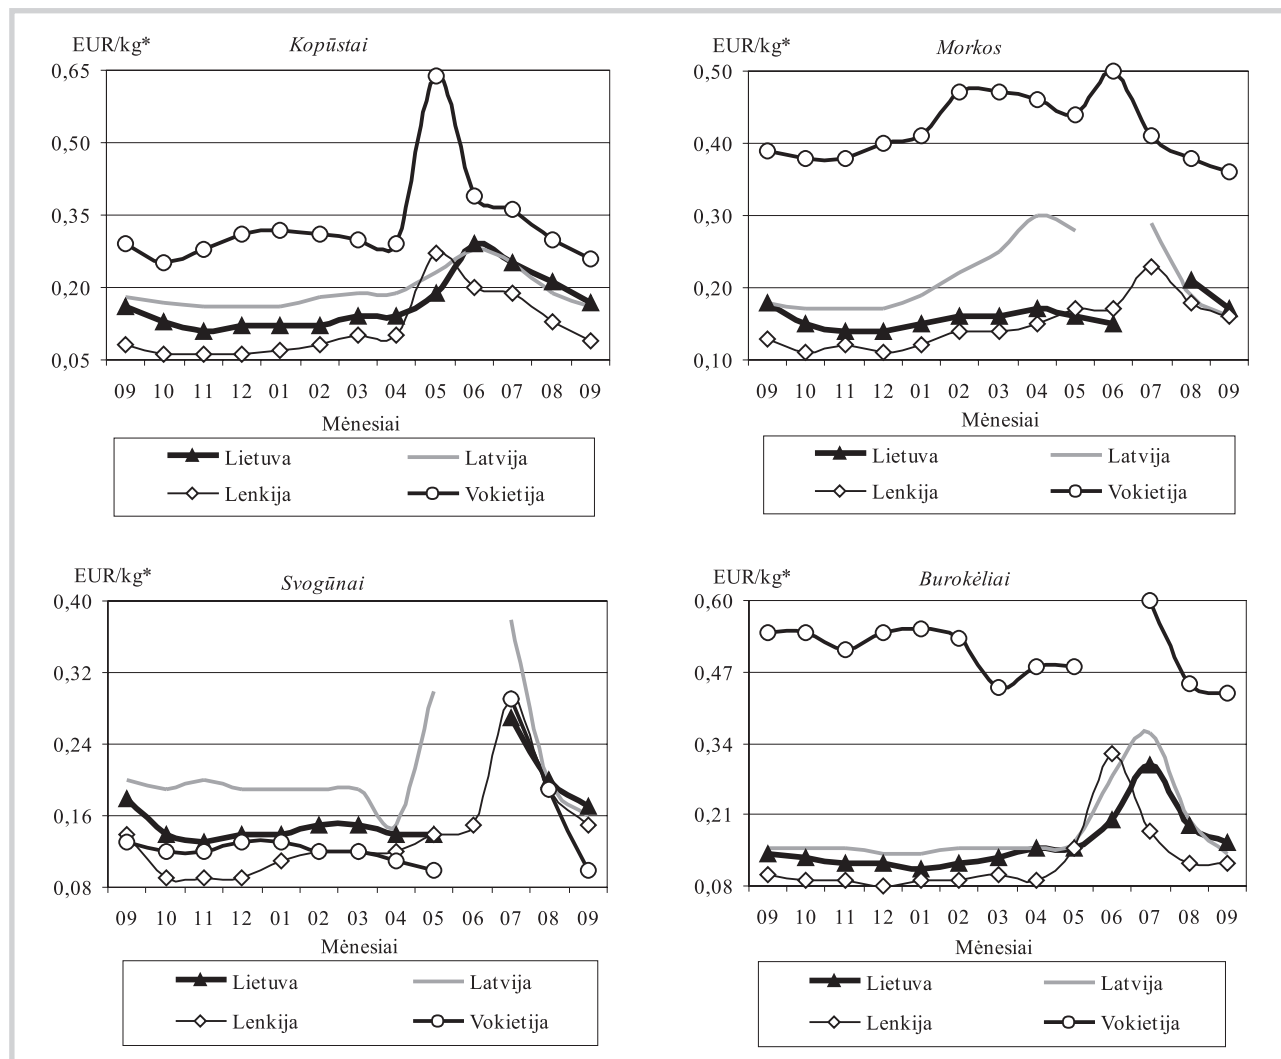 EUR/kg*
Kopūstai
0,65
0,50
0,35
0,20
0,05
09 10 11 12 01 02 03 04 05 06 07 08 09
Mėnesiai
Lietuva Latvija
Lenkija Vokietija
EUR/kg*
Morkos
0,50
0,40
0,30
0,20
0,10
09 10 11 12 01 02 03 04 05 06 07 08 09
Mėnesiai
Lietuva Latvija
Lenkija Vokietija
EUR/kg*
Svogūnai
0,40
0,32
0,24
0,16
0,08
09 10 11 12 01 02 03 04 05 06 07 08 09
Mėnesiai
Lietuva Latvija
Lenkija Vokietija
EUR/kg*
Burokėliai
0,60
0,47
0,34
0,21
0,08
09 10 11 12 01 02 03 04 05 06 07 08 09
Mėnesiai
Lietuva Latvija
Lenkija Vokietija